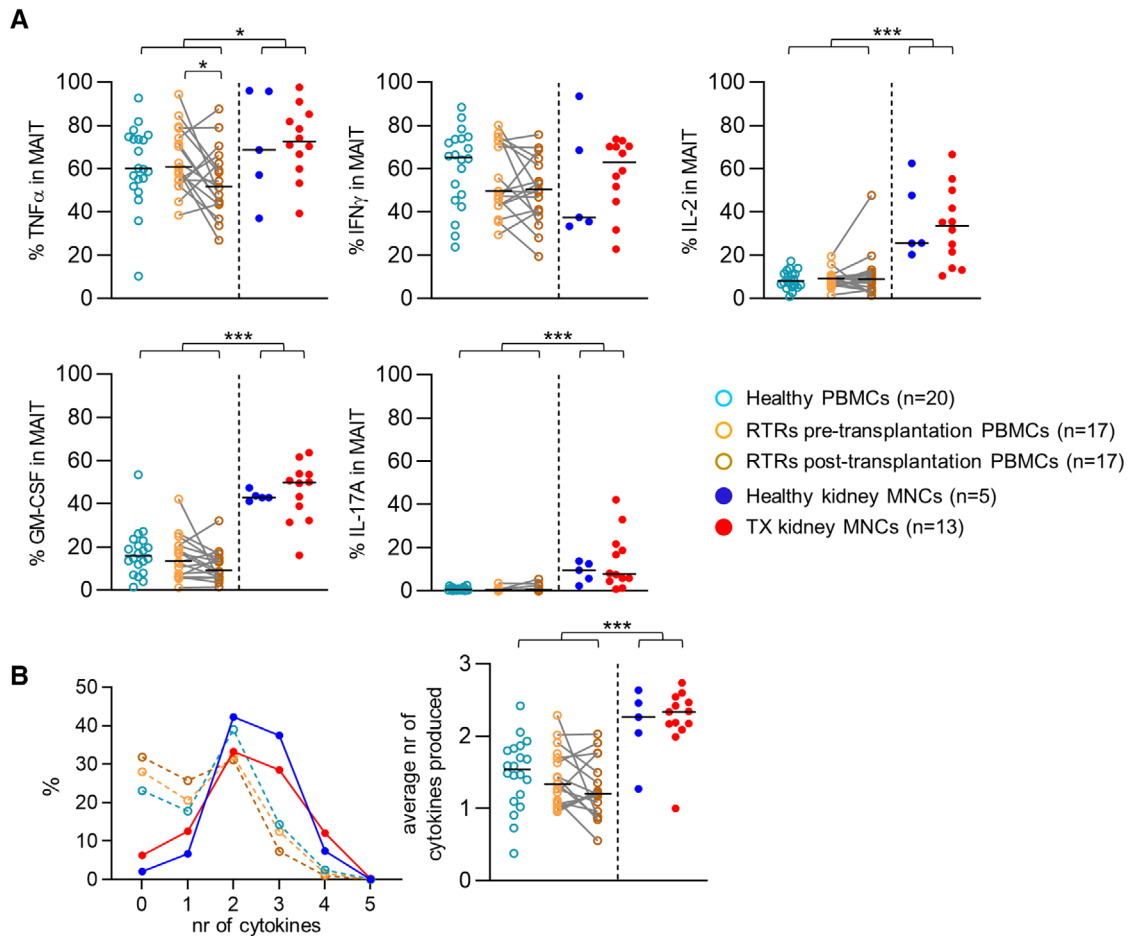 A
*
*
100
80
60
40
20
0
% TNFα in MAIT
100
80
60
40
20
0
% IFNγ in MAIT
***
100
80
60
40
20
0
% IL-2 in MAIT
***
100
80
60
40
20
0
% GM-CSF in MAIT
***
100
80
60
40
20
0
% IL-17A in MAIT
Healthy PBMCs (n=20)
RTRs pre-transplantation PBMCs (n=17)
RTRs post-transplantation PBMCs (n=17)
Healthy kidney MNCs (n=5)
TX kidney MNCs (n=13)
B
50
40
30
20
10
0
%
0 1 2 3 4 5
nr of cytokines
***
3
2
1
0
average nr of
cytokines produced